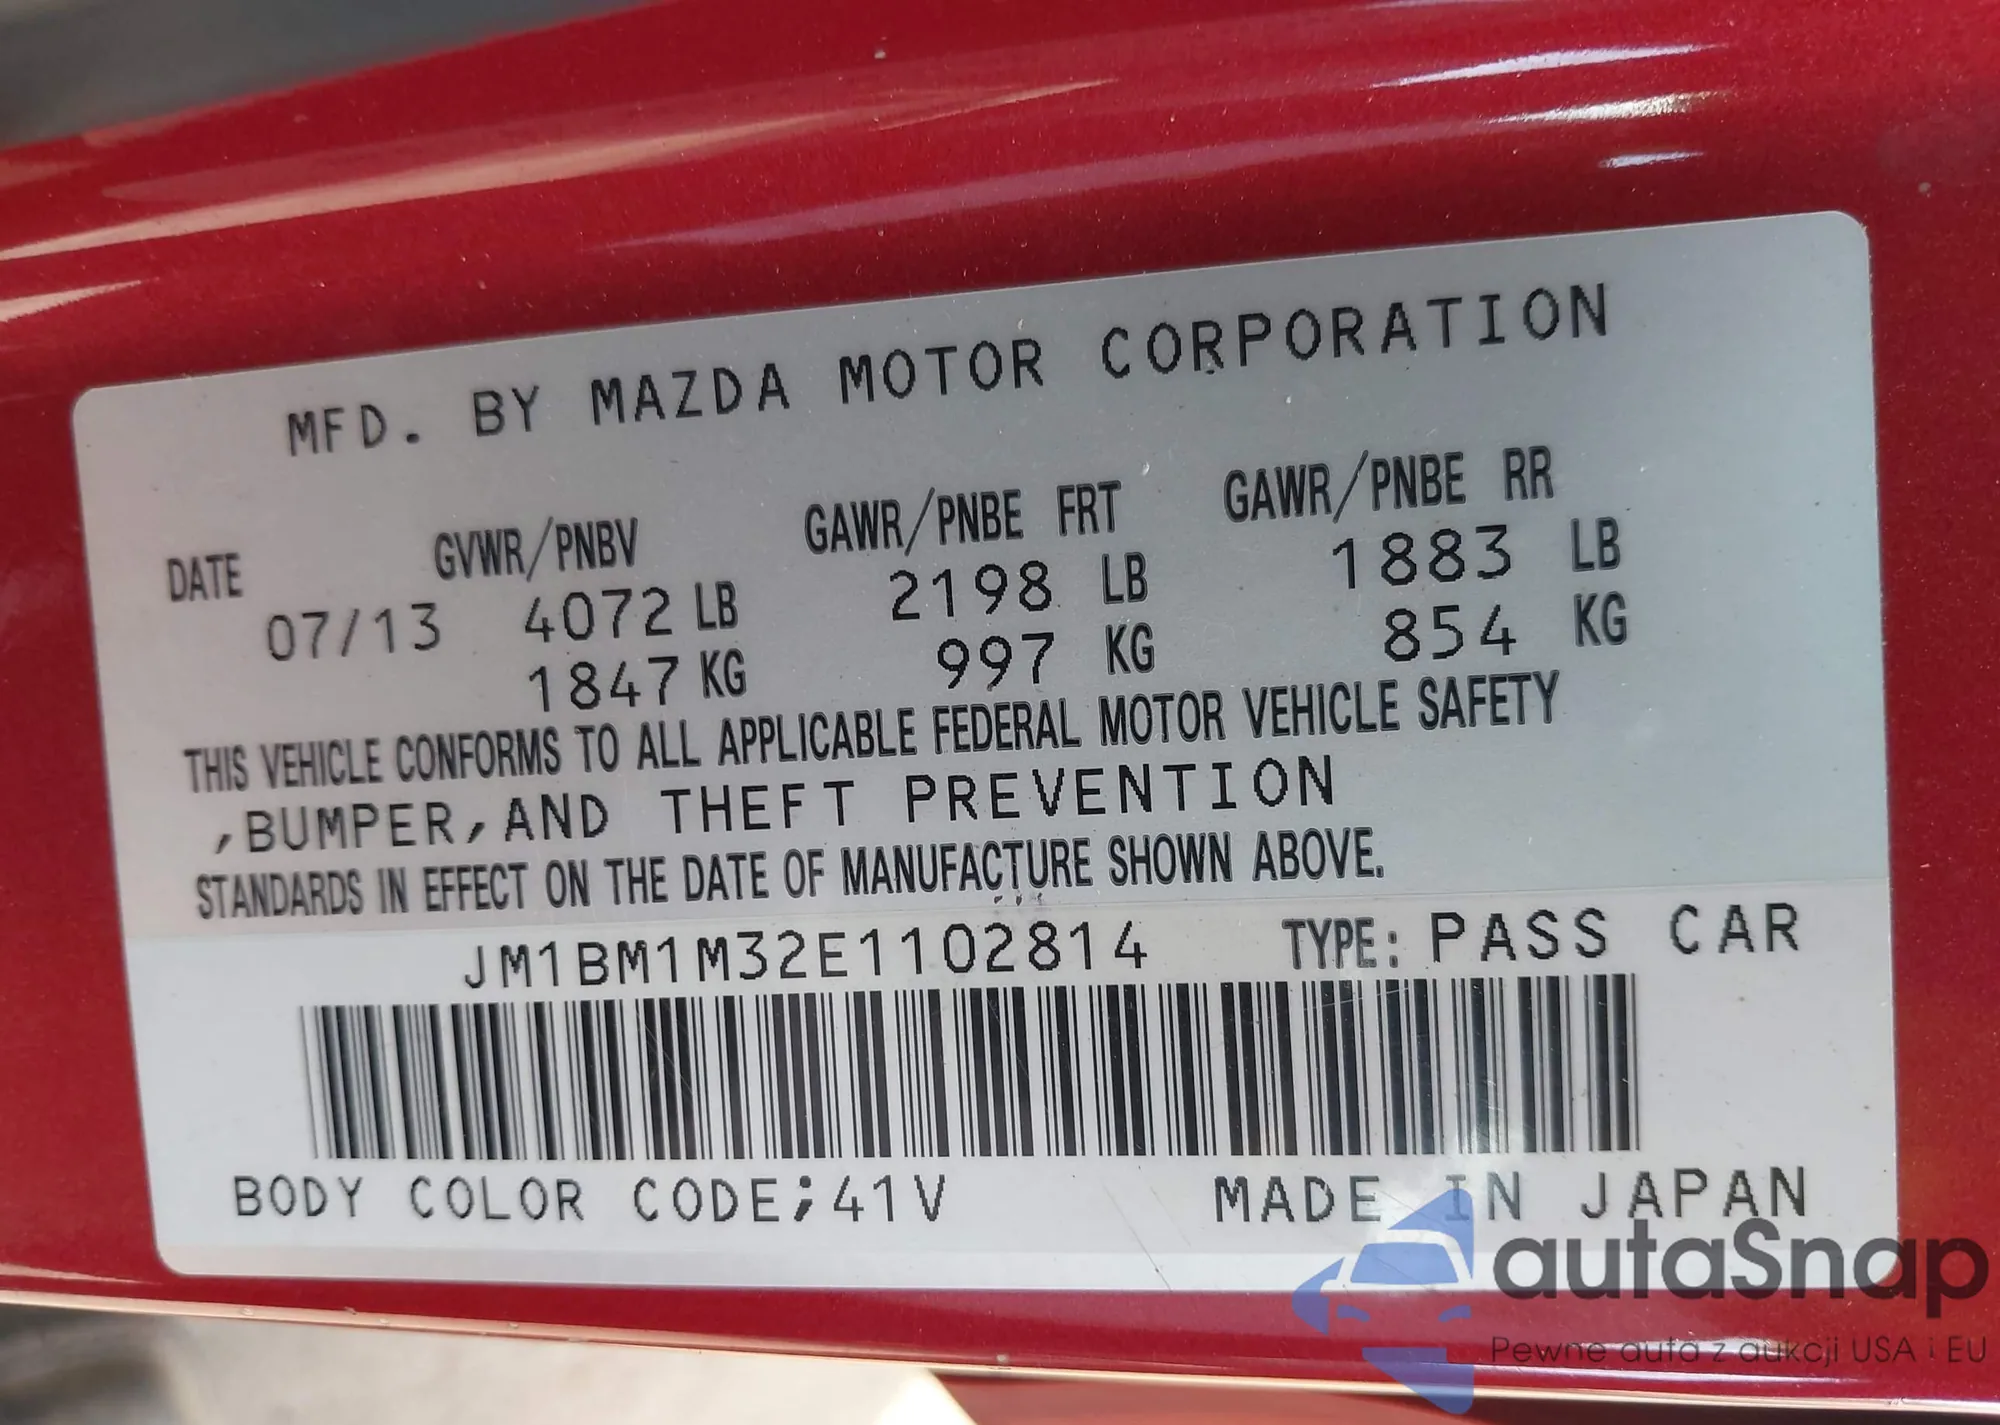 MFD. BY MAZDA MOTOR CORPORATION
DATE GVWR/PNBV GAWR/PNBE FRT GAWR/PNBE RR
07/13 4072 LB 2198 LB 1883 LB
1847 KG 997 KG 854 KG
THIS VEHICLE CONFORMS TO ALL APPLICABLE FEDERAL MOTOR VEHICLE SAFETY
,BUMPER,AND THEFT PREVENTION
STANDARDS IN EFFECT ON THE DATE OF MANUFACTURE SHOWN ABOVE.
JM1BM1M32E1102814 TYPE: PASS CAR
BODY COLOR CODE;41V MADE IN JAPAN
autaSnap
Pewne auta z aukcji USA i EU